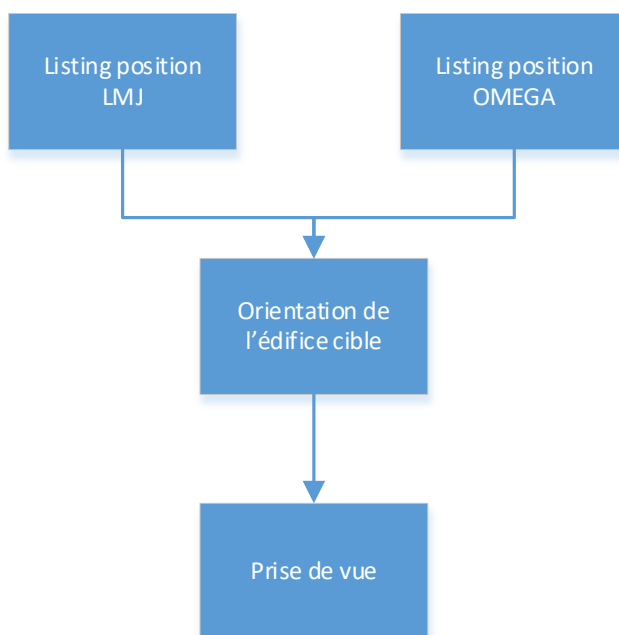 Listing position
LMJ
Listing position
OMEGA
Orientation de
l’édifice cible
Prise de vue